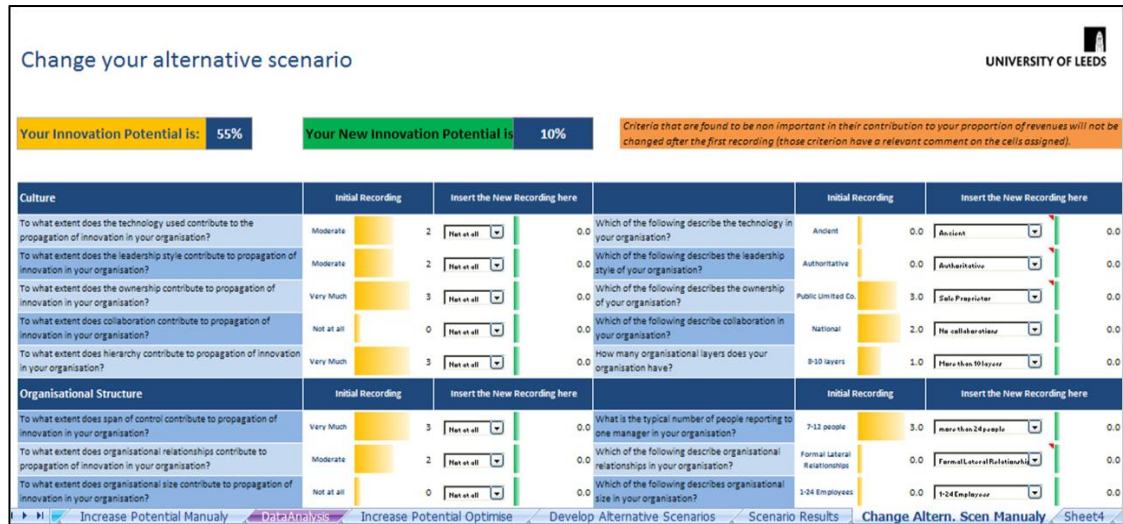 Change your alternative scenario
UNIVERSITY OF LEEDS
Your Innovation Potential is: 55%
Your New Innovation Potential is 10%
Criteria that are found to be non important in their contribution to your proportion of revenues will not be
changed after the first recording (those criterion have a relevant comment on the cells assigned).
Culture Initial Recording Insert the New Recording here Initial Recording Insert the New Recording here
To what extent does the technology used contribute to the
propagation of innovation in your organisation?
Moderate 2 Not at all 0.0
Which of the following describe the technology in
your organisation?
Ancient 0.0 Ancient 0.0
To what extent does the leadership style contribute to propagation of
innovation in your organisation?
Moderate 2 Not at all 0.0
Which of the following describes the leadership
style of your organisation?
Authoritative 0.0 Authoritative 0.0
To what extent does the ownership contribute to propagation of
innovation in your organisation?
Very Much 3 Not at all 0.0
Which of the following describes the ownership
of your organisation?
Public Limited Co. 3.0 Sole Proprietor 0.0
To what extent does collaboration contribute to propagation of
innovation in your organisation?
Not at all 0 Not at all 0.0
Which of the following describe collaboration in
your organisation?
National 2.0 No collaborations 0.0
To what extent does hierarchy contribute to propagation of innovation
in your organisation?
Very Much 3 Not at all 0.0
How many organisational layers does your
organisation have?
8-10 layers 1.0 More than 10 layers 0.0
Organisational Structure Initial Recording Insert the New Recording here Initial Recording Insert the New Recording here
To what extent does span of control contribute to propagation of
innovation in your organisation?
Very Much 3 Not at all 0.0
What is the typical number of people reporting to
one manager in your organisation?
7-12 people 3.0 more than 24 people 0.0
To what extent does organisational relationships contribute to
propagation of innovation in your organisation?
Moderate 2 Not at all 0.0
Which of the following describe organisational
relationships in your organisation?
Formal Lateral
Relationships
0.0 Formal Lateral Relationship 0.0
To what extent does organisational size contribute to propagation of
innovation in your organisation?
Not at all 0 Not at all 0.0
Which of the following describes organisational
size in your organisation?
1-24 Employees 0.0 1-24 Employees 0.0
Increase Potential Manualy DataAnalysis Increase Potential Optimise Develop Alternative Scenarios Scenario Results Change Altern. Scen Manualy Sheet4